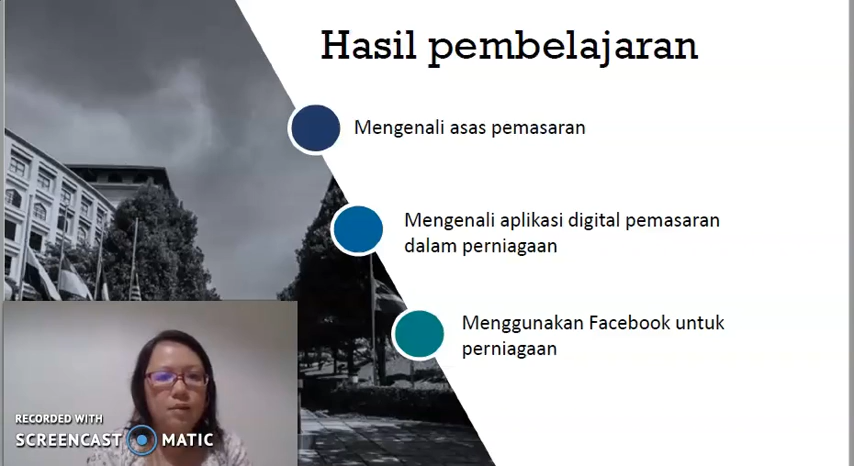 Hasil pembelajaran
Mengenali asas pemasaran
Mengenali aplikasi digital pemasaran
dalam perniagaan
Menggunakan Facebook untuk
perniagaan
RECORDED WITH
SCREENCAST MATIC